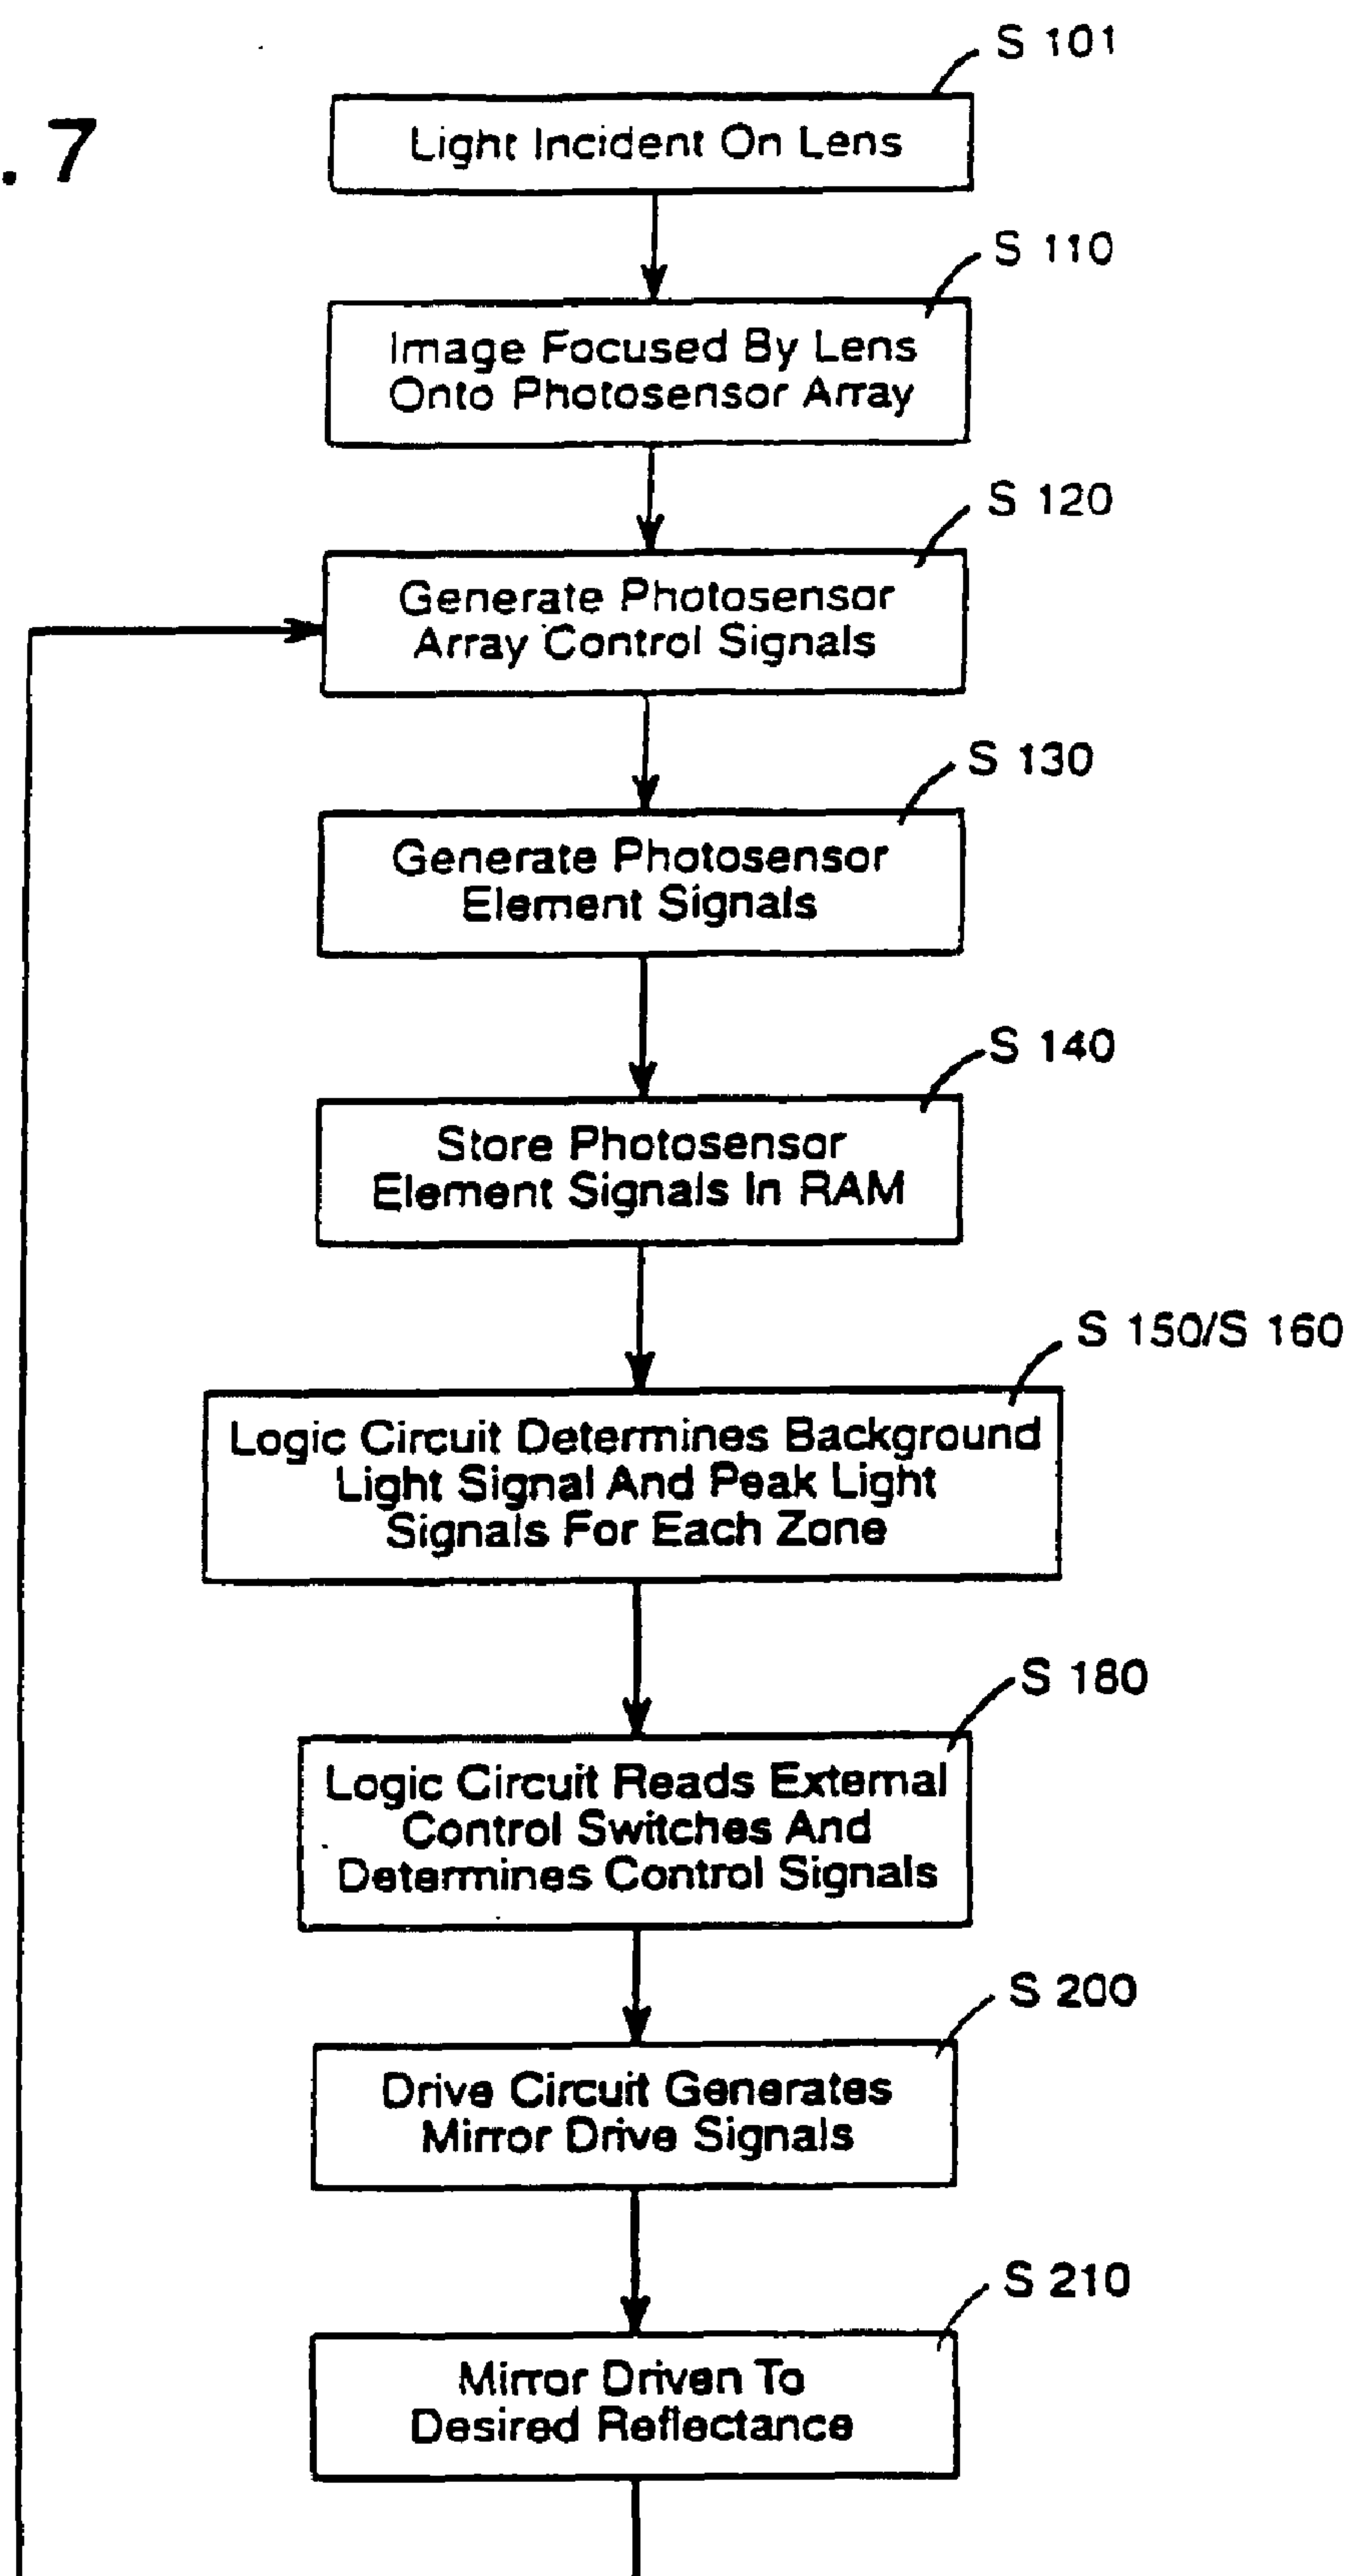 . 7
S 101
Light Incident On Lens
S 110
Image Focused By Lens
Onto Photosensor Array
S 120
Generate Photosensor
Array Control Signals
S 130
Generate Photosensor
Element Signals
S 140
Store Photosensor
Element Signals In RAM
S 150/S 160
Logic Circuit Determines Background
Light Signal And Peak Light
Signals For Each Zone
S 180
Logic Circuit Reads External
Control Switches And
Determines Control Signals
S 200
Drive Circuit Generates
Mirror Drive Signals
S 210
Mirror Driven To
Desired Reflectance